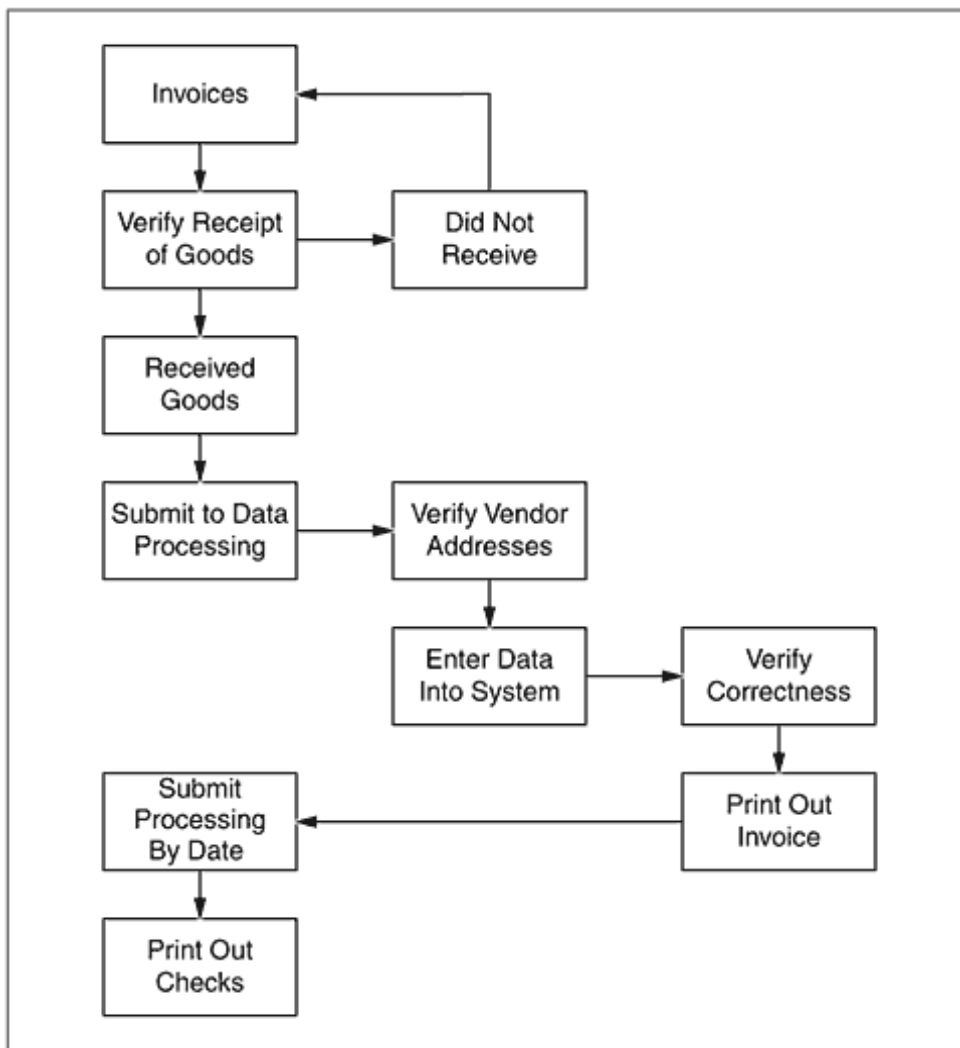 Invoices
Verify Receipt
of Goods
Did Not
Receive
Received
Goods
Submit to Data
Processing
Verify Vendor
Addresses
Enter Data
Into System
Verify
Correctness
Submit
Processing
By Date
Print Out
Invoice
Print Out
Checks